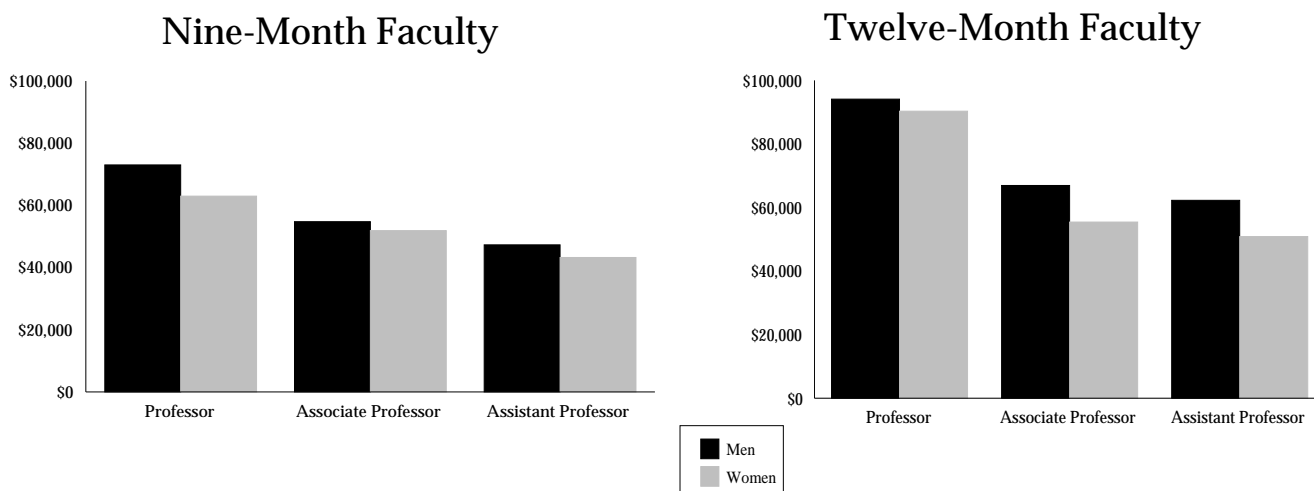 Nine-Month Faculty
$100,000
$80,000
$60,000
$40,000
$20,000
$0
Professor
Associate Professor
Assistant Professor
Twelve-Month Faculty
$100,000
$80,000
$60,000
$40,000
$20,000
$0
Professor
Associate Professor
Assistant Professor
Men
Women